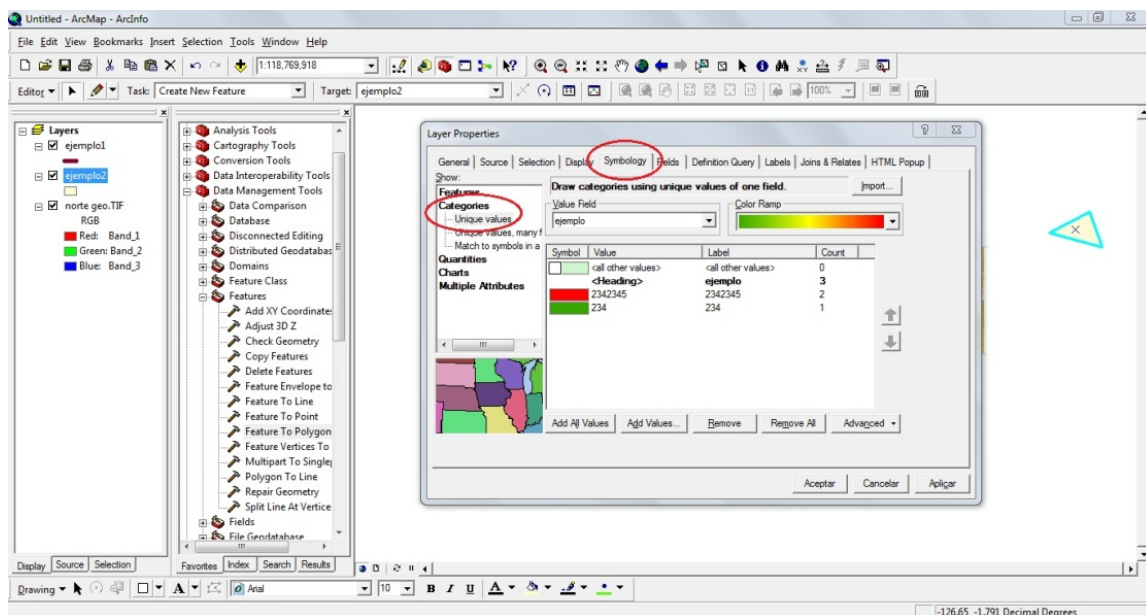 Untitled - ArcMap - ArcInfo
File Edit View Bookmarks Insert Selection Tools Window Help
1:118,769,918
Editor Task: Create New Feature Target: ejemplo2 100%
Layers
ejemplo1
ejemplo2
norte geo.TIF
RGB
Red: Band_1
Green: Band_2
Blue: Band_3
Display Source Selection
Analysis Tools
Cartography Tools
Conversion Tools
Data Interoperability Tools
Data Management Tools
Data Comparison
Database
Disconnected Editing
Distributed Geodatabas
Domains
Feature Class
Features
Add XY Coordinate
Adjust 3D Z
Check Geometry
Copy Features
Delete Features
Feature Envelope to
Feature To Line
Feature To Point
Feature To Polygon
Feature Vertices To
Multipart To Single
Polygon To Line
Repair Geometry
Split Line At Vertice
Fields
File Geodatabase
Favorites Index Search Results
Layer Properties
General Source Selection Display Symbology Fields Definition Query Labels Joins & Relates HTML Popup
Show:
Features
Categories
Unique values
Unique values, many f
Match to symbols in a
Quantities
Charts
Multiple Attributes
Draw categories using unique values of one field. Import...
Value Field Color Ramp
ejemplo
Symbol Value Label Count
<all other values> <all other values> 0
<Heading> ejemplo 3
2342345 2342345 2
234 234 1
Add All Values Add Values... Remove Remove All Advanced
Aceptar Cancelar Aplicar
Drawing A Arial 10 B I U A
-126.65 -1.791 Decimal Degrees